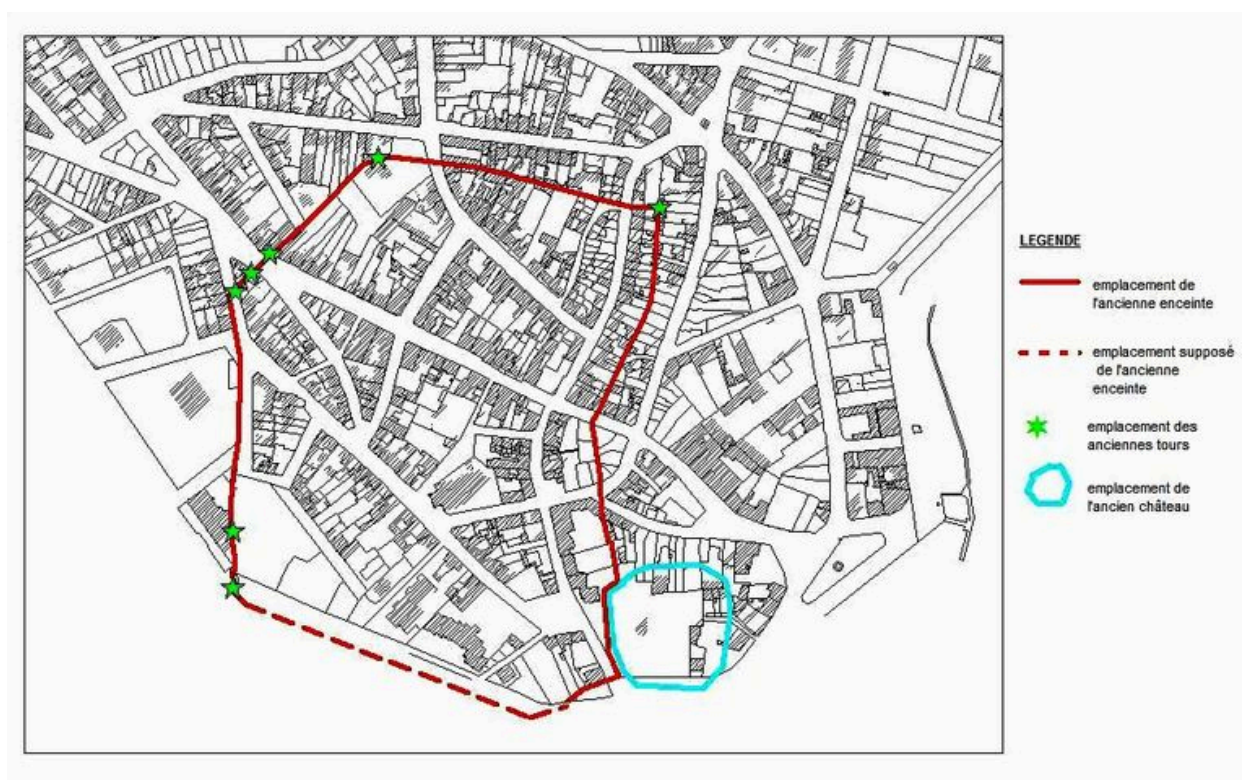 LEGENDE
emplacement de
l'ancienne enceinte
emplacement supposé
de l'ancienne
enceinte
emplacement des
anciennes tours
emplacement de
l'ancien château